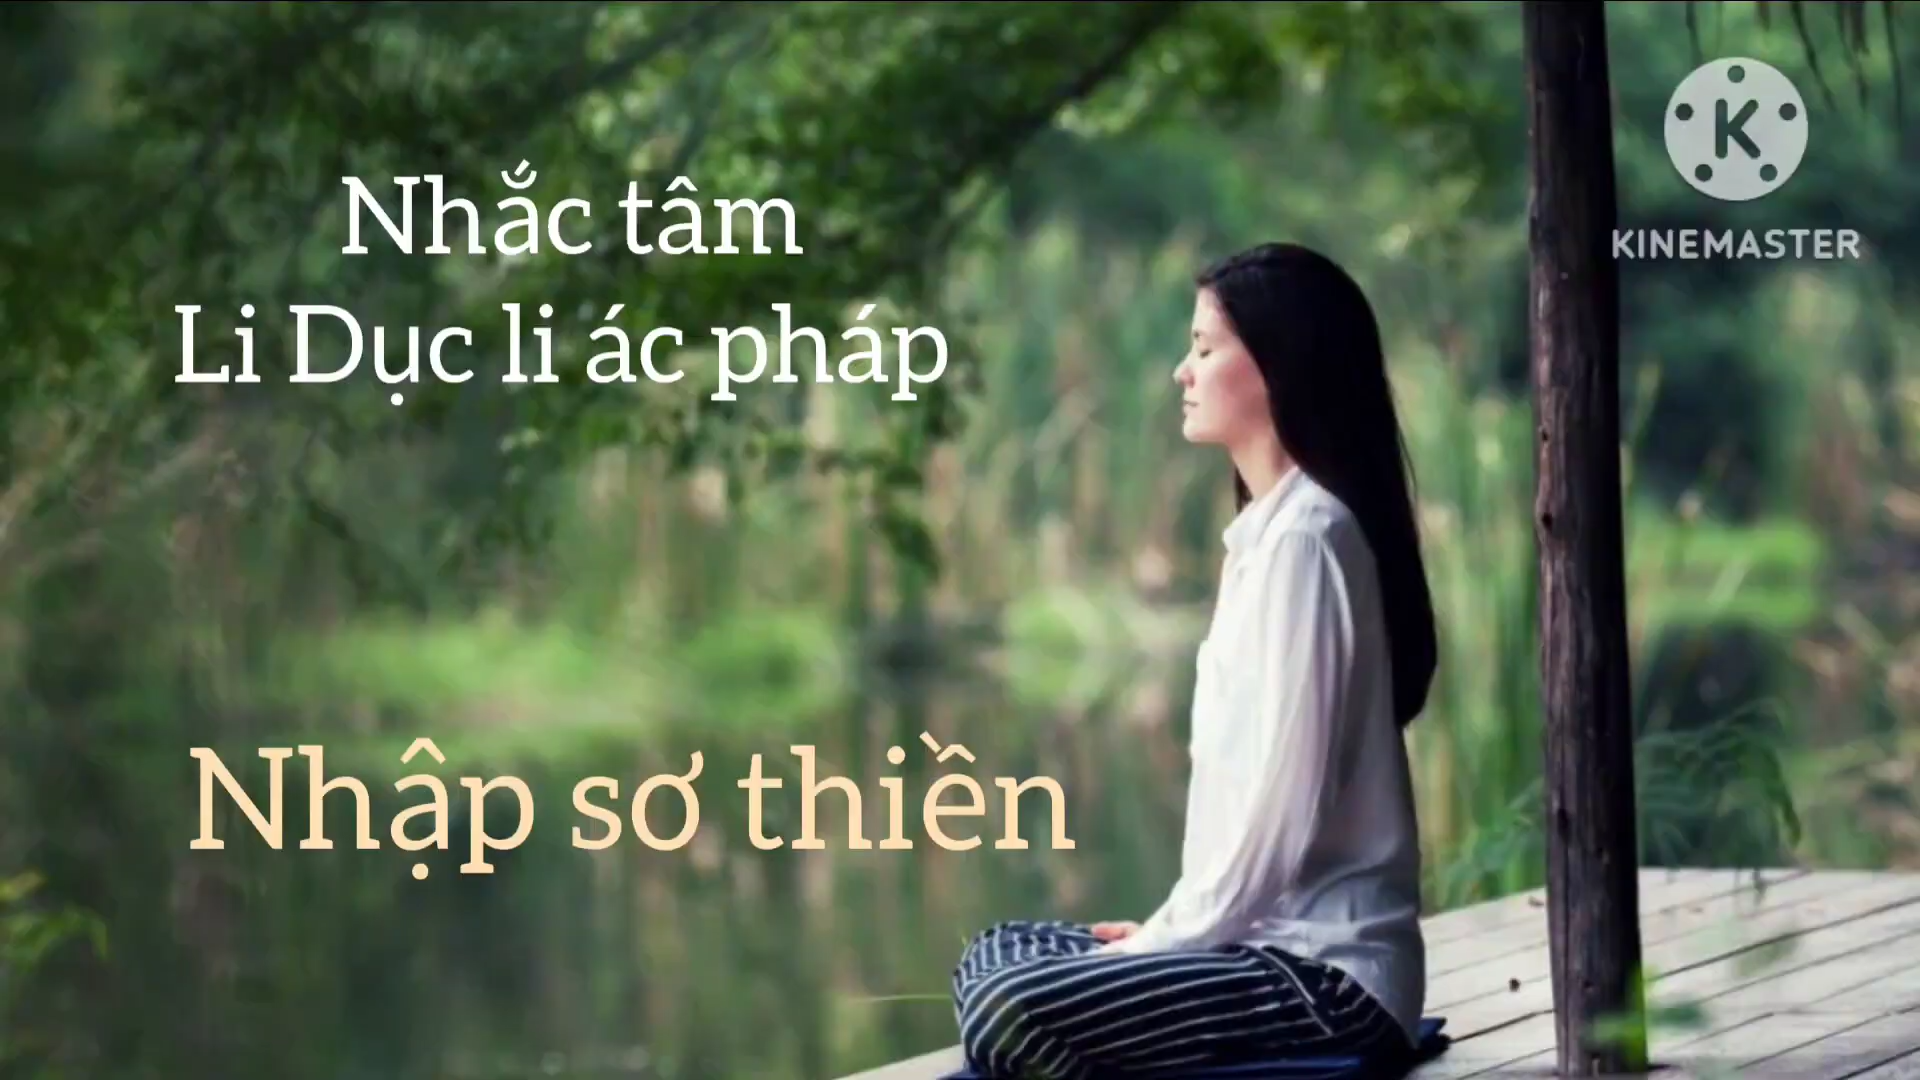 Nhắc tâm
Li Dục li ác pháp
Nhập sơ thiền
K
KINEMASTER